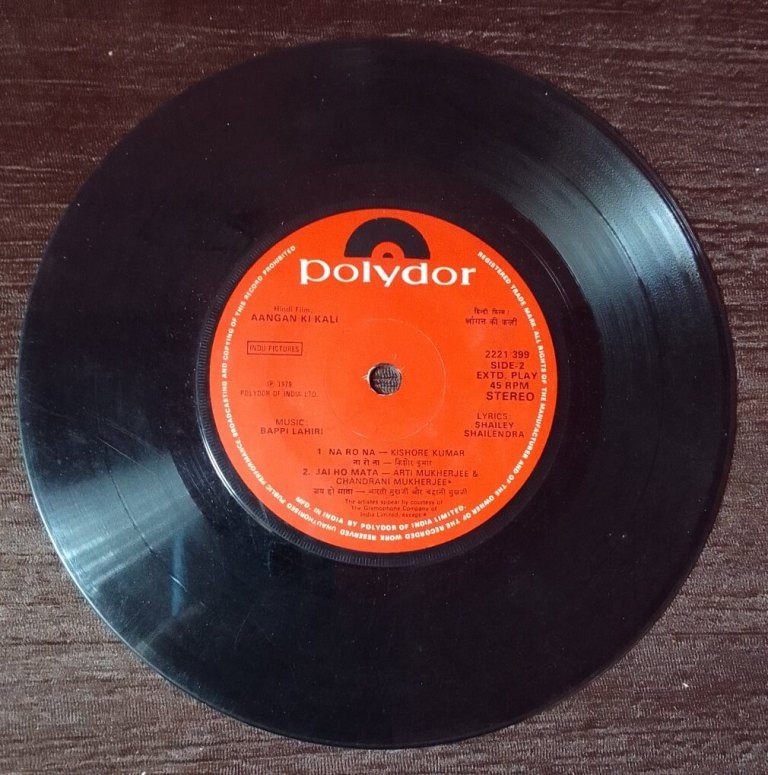 polydor
Hindi Film:
AANGAN KI KALI
हिन्दी फिल्म :
आँगन की कली
INDU PICTURES
2221 399
SIDE-2
EXTD. PLAY
45 RPM
STEREO
℗ 1978
POLYDOR OF INDIA LTD.
MUSIC:
BAPPI LAHIRI
LYRICS:
SHAILEY
SHAILENDRA
1. NA RO NA — KISHORE KUMAR
ना रो ना — किशोर कुमार
2. JAI HO MATA — ARTI MUKHERJEE &
CHANDRANI MUKHERJEE*
जय हो माता — आरती मुखर्जी और चंद्रानी मुखर्जी
The artistes appear by courtesy of
"The Gramophone Company of
India Limited,
REGISTERED TRADE MARK. ALL RIGHTS OF THE MANUFACTURER AND OF THE OWNER OF THE RECORDED WORK RESERVED. UNAUTHORISED PUBLIC PERFORMANCE, BROADCASTING AND COPYING OF THIS RECORD PROHIBITED
MFD. IN INDIA BY POLYDOR OF INDIA LIMITED